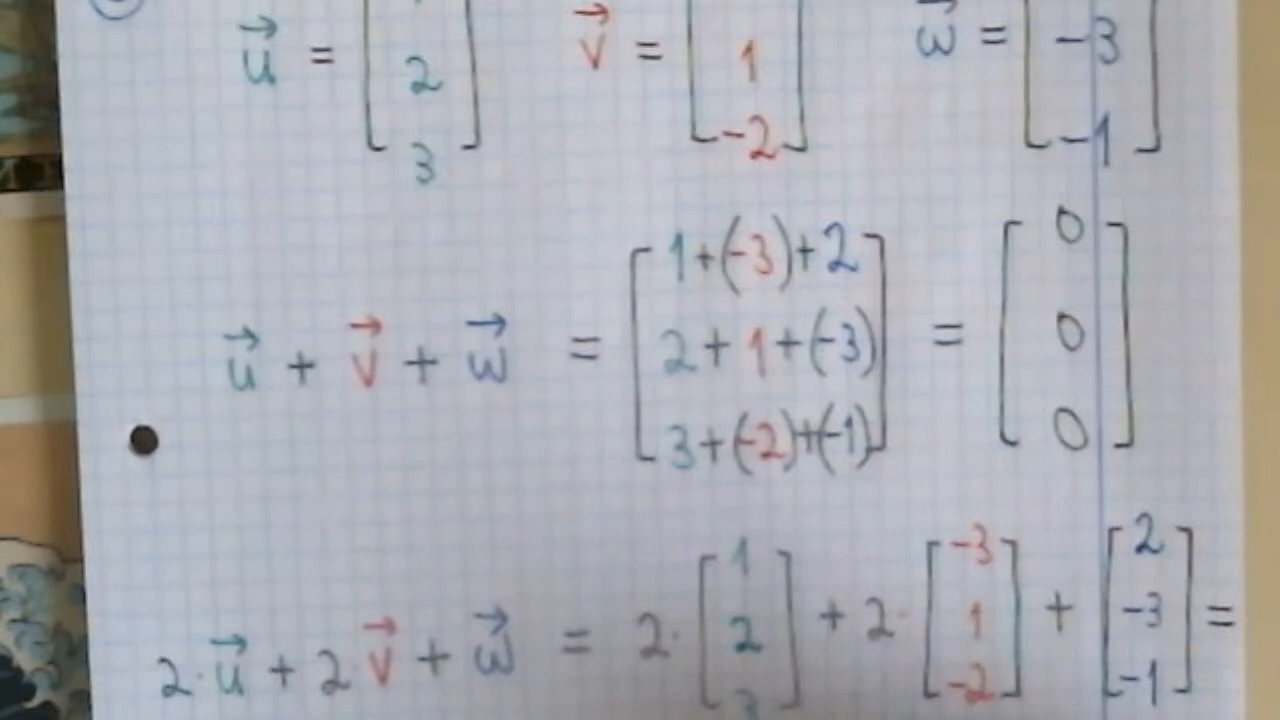 u⃗ = [ 2 3 ] v⃗ = [ 1 -2 ] w⃗ = [ -3 -1 ]
u⃗ + v⃗ + w⃗ = [ 1+(-3)+2
2+1+(-3)
3+(-2)+(-1) ] = [ 0 0 0 ]
2·u⃗ + 2 v⃗ + w⃗ = 2· [ 1 2 3 ] + 2· [ -3 1 -2 ] + [ 2 -3 -1 ] =